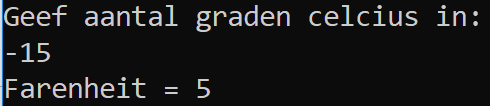 Geef aantal graden celcius in:
-15
Farenheit = 5